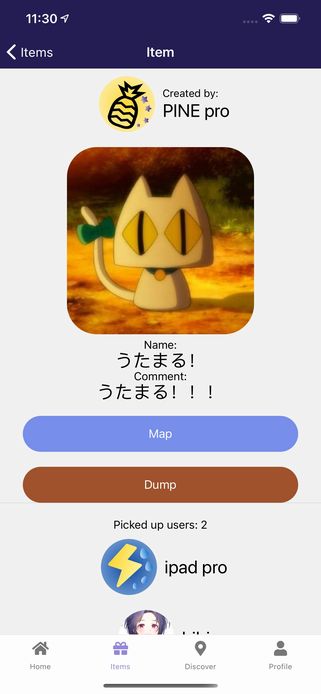 11:30
Items
Item
Created by:
PINE pro
Name:
うたまる！
Comment:
うたまる！！！
Map
Dump
Picked up users: 2
ipad pro
Home
Items
Discover
Profile